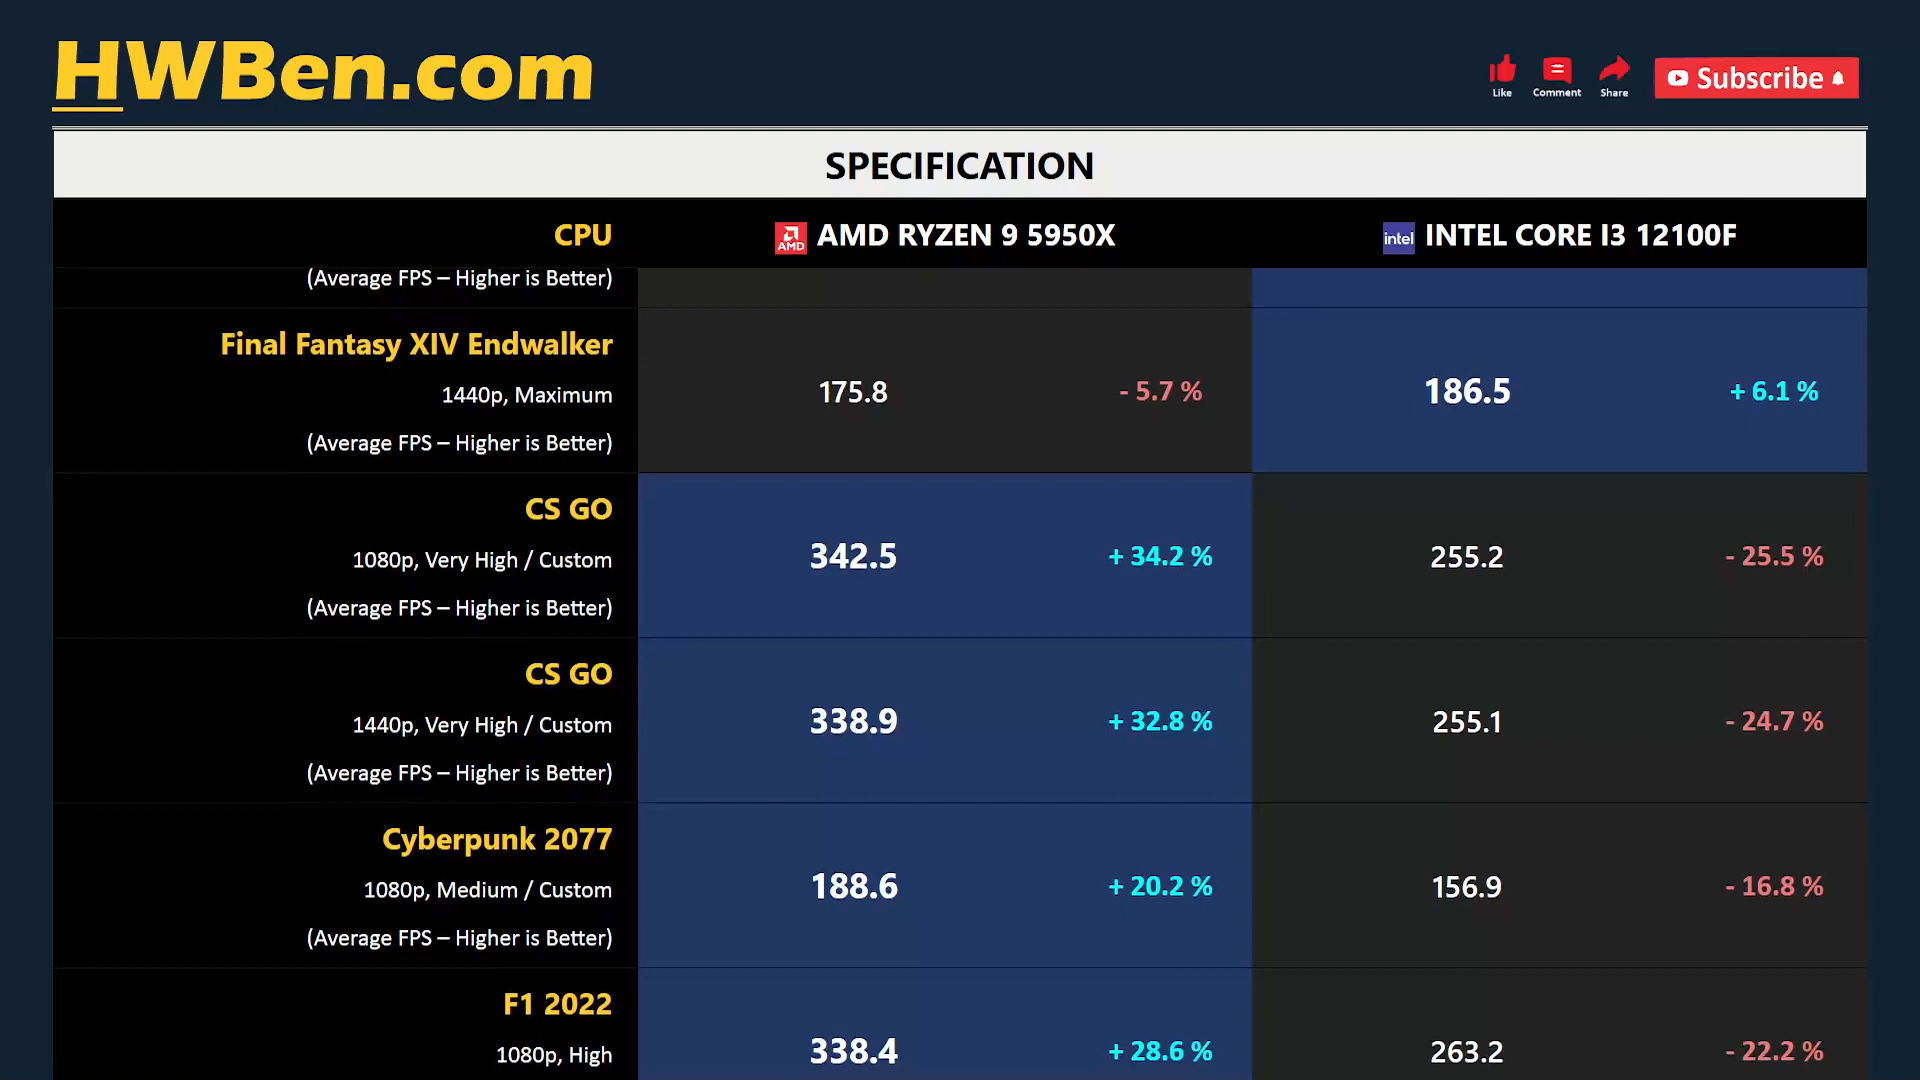 HWBen.com
Like
Comment
Share
Subscribe
SPECIFICATION
CPU AMD AMD RYZEN 9 5950X intel INTEL CORE I3 12100F
(Average FPS – Higher is Better)
Final Fantasy XIV Endwalker
1440p, Maximum 175.8 - 5.7 % 186.5 + 6.1 %
(Average FPS – Higher is Better)
CS GO
1080p, Very High / Custom 342.5 + 34.2 % 255.2 - 25.5 %
(Average FPS – Higher is Better)
CS GO
1440p, Very High / Custom 338.9 + 32.8 % 255.1 - 24.7 %
(Average FPS – Higher is Better)
Cyberpunk 2077
1080p, Medium / Custom 188.6 + 20.2 % 156.9 - 16.8 %
(Average FPS – Higher is Better)
F1 2022
1080p, High 338.4 + 28.6 % 263.2 - 22.2 %